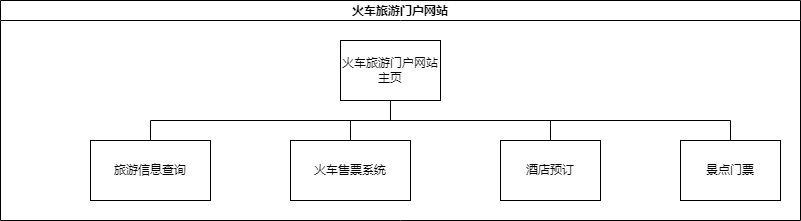 火车旅游门户网站
火车旅游门户网站
主页
旅游信息查询
火车售票系统
酒店预订
景点门票